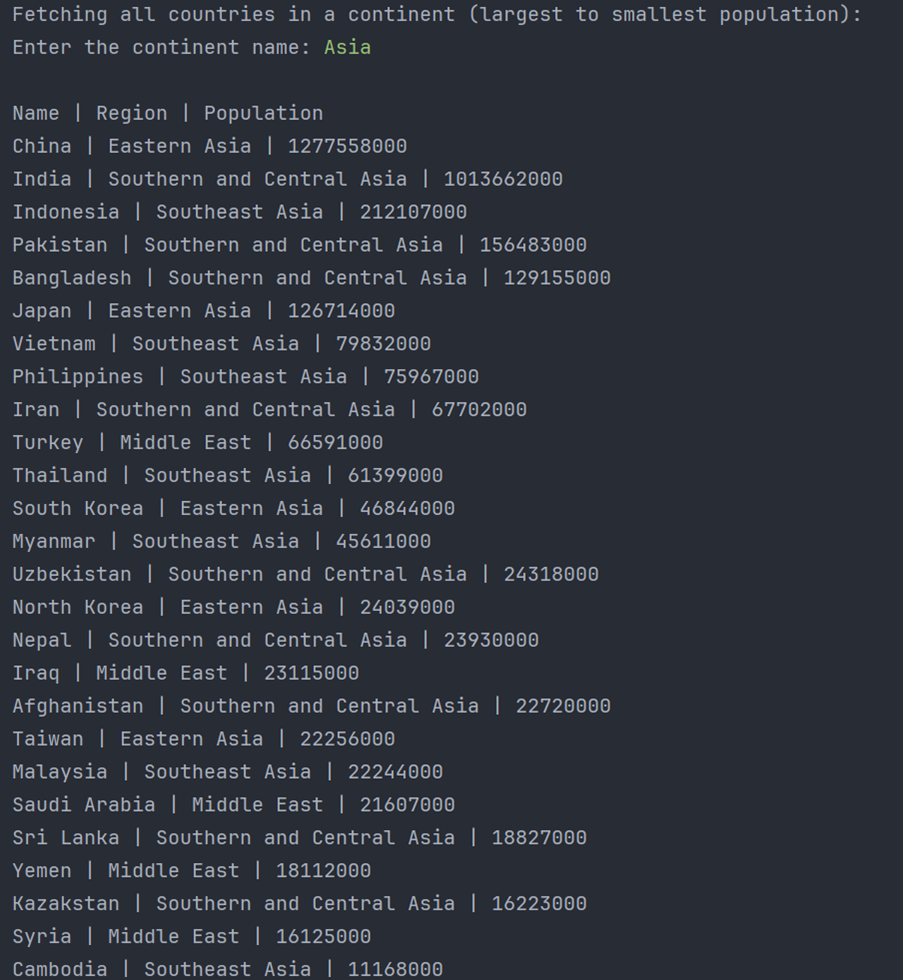 Fetching all countries in a continent (largest to smallest population):
Enter the continent name: Asia
Name | Region | Population
China | Eastern Asia | 1277558000
India | Southern and Central Asia | 1013662000
Indonesia | Southeast Asia | 212107000
Pakistan | Southern and Central Asia | 156483000
Bangladesh | Southern and Central Asia | 129155000
Japan | Eastern Asia | 126714000
Vietnam | Southeast Asia | 79832000
Philippines | Southeast Asia | 75967000
Iran | Southern and Central Asia | 67702000
Turkey | Middle East | 66591000
Thailand | Southeast Asia | 61399000
South Korea | Eastern Asia | 46844000
Myanmar | Southeast Asia | 45611000
Uzbekistan | Southern and Central Asia | 24318000
North Korea | Eastern Asia | 24039000
Nepal | Southern and Central Asia | 23930000
Iraq | Middle East | 23115000
Afghanistan | Southern and Central Asia | 22720000
Taiwan | Eastern Asia | 22256000
Malaysia | Southeast Asia | 22244000
Saudi Arabia | Middle East | 21607000
Sri Lanka | Southern and Central Asia | 18827000
Yemen | Middle East | 18112000
Kazakstan | Southern and Central Asia | 16223000
Syria | Middle East | 16125000
Cambodia | Southeast Asia | 11168000